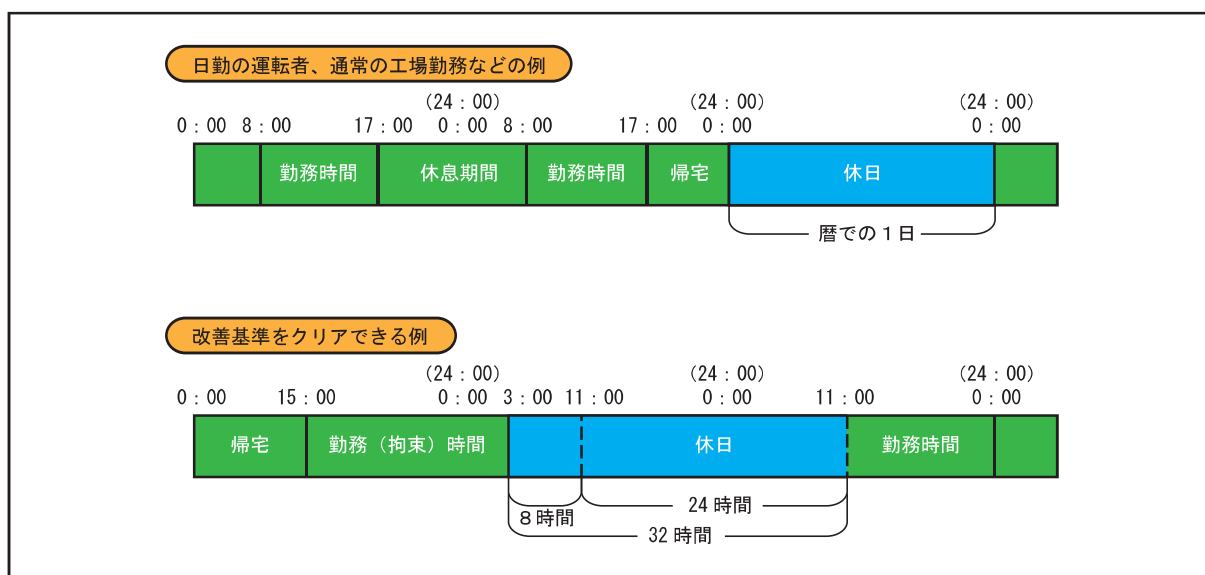 日勤の運転者、通常の工場勤務などの例
(24：00) (24：00) (24：00)
0：00 8：00 17：00 0：00 8：00 17：00 0：00 0：00
勤務時間 休息期間 勤務時間 帰宅 休日
暦での１日
改善基準をクリアできる例
(24：00) (24：00) (24：00)
0：00 15：00 0：00 3：00 11：00 0：00 11：00 0：00
帰宅 勤務（拘束）時間 休日 勤務時間
8時間 24時間
32時間